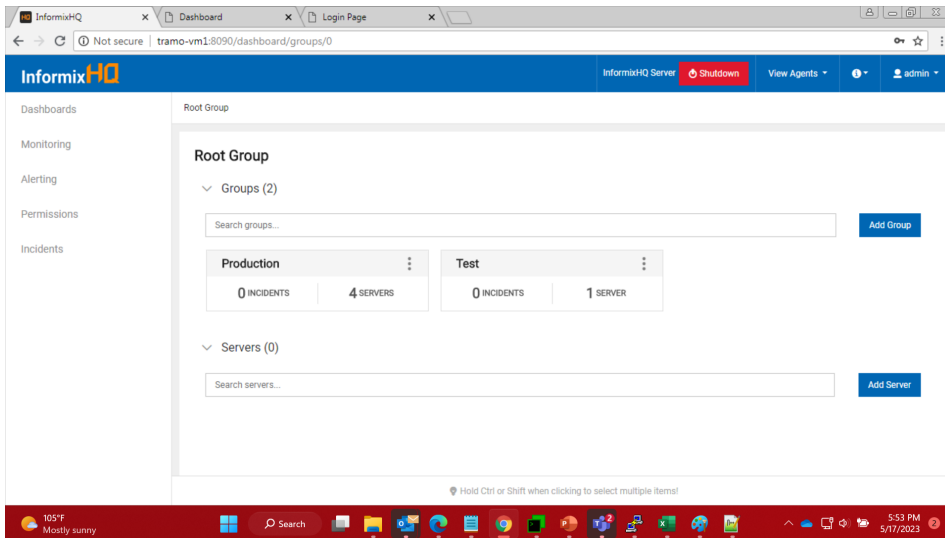 InformixHQ
Dashboard
Login Page
Not secure | tramo-vm1:8090/dashboard/groups/0
InformixHQ
InformixHQ Server
Shutdown
View Agents
admin
Dashboards
Monitoring
Alerting
Permissions
Incidents
Root Group
Root Group
Groups (2)
Search groups...
Add Group
Production
0 INCIDENTS
4 SERVERS
Test
0 INCIDENTS
1 SERVER
Servers (0)
Search servers...
Add Server
Hold Ctrl or Shift when clicking to select multiple items!
105°F
Mostly sunny
Search
2
5:53 PM
5/17/2023
2